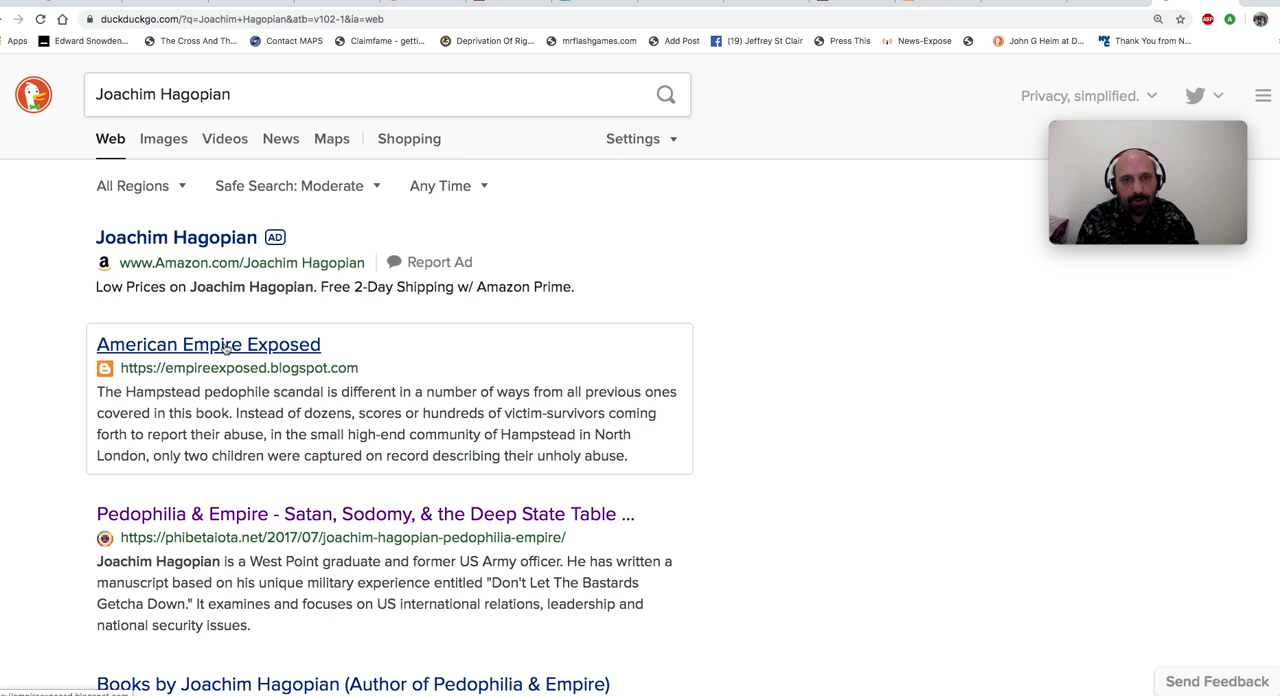 duckduckgo.com/?q=Joachim+Hagopian&atb=v102-1&ia=web
Apps Edward Snowden... The Cross And Th... Contact MAPS Claimfame - getti... Deprivation Of Rig... mrflashgames.com Add Post (19) Jeffrey St Clair Press This News-Expose John G Heim at D... Thank You from N...
Joachim Hagopian
Privacy, simplified.
Web Images Videos News Maps Shopping Settings
All Regions Safe Search: Moderate Any Time
Joachim Hagopian AD
www.Amazon.com/Joachim Hagopian Report Ad
Low Prices on Joachim Hagopian. Free 2-Day Shipping w/ Amazon Prime.
American Empire Exposed
https://empireexposed.blogspot.com
The Hampstead pedophile scandal is different in a number of ways from all previous ones
covered in this book. Instead of dozens, scores or hundreds of victim-survivors coming
forth to report their abuse, in the small high-end community of Hampstead in North
London, only two children were captured on record describing their unholy abuse.
Pedophilia & Empire - Satan, Sodomy, & the Deep State Table ...
https://phibetaiota.net/2017/07/joachim-hagopian-pedophilia-empire/
Joachim Hagopian is a West Point graduate and former US Army officer. He has written a
manuscript based on his unique military experience entitled "Don't Let The Bastards
Getcha Down." It examines and focuses on US international relations, leadership and
national security issues.
Books by Joachim Hagopian (Author of Pedophilia & Empire)
Send Feedback